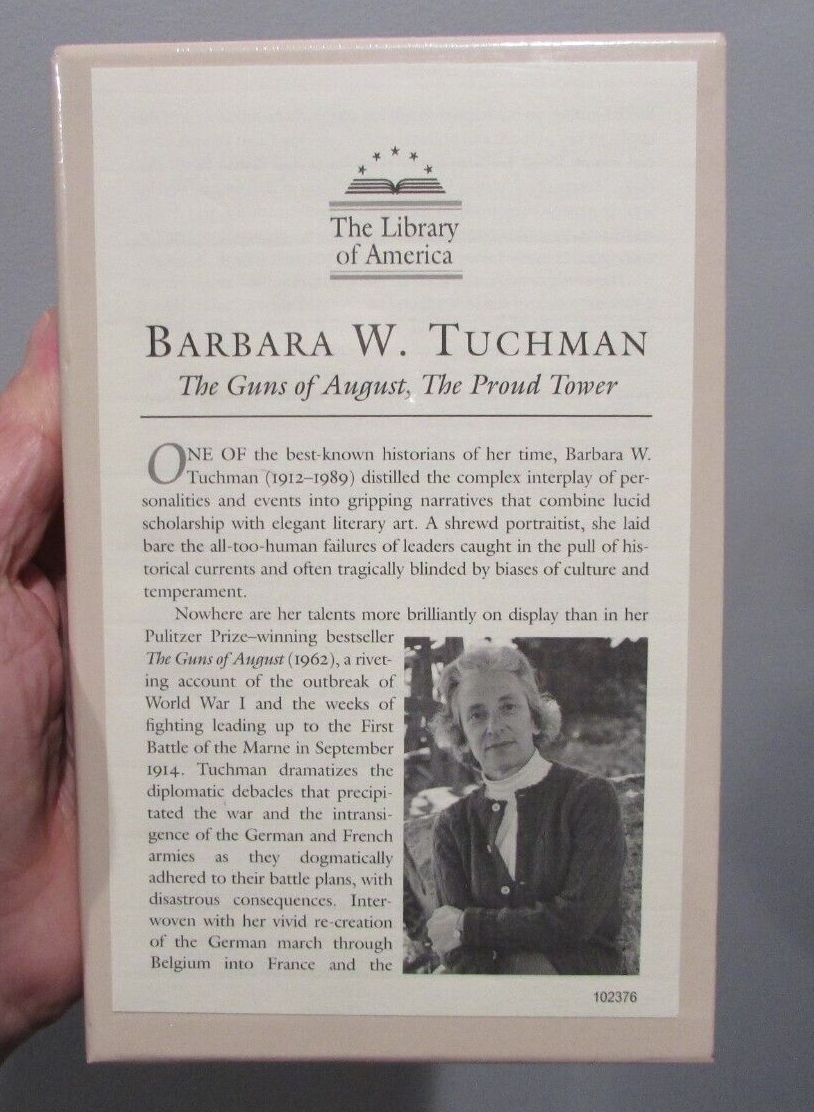 The Library
of America
BARBARA W. TUCHMAN
The Guns of August, The Proud Tower
ONE OF the best-known historians of her time, Barbara W.
Tuchman (1912–1989) distilled the complex interplay of per-
sonalities and events into gripping narratives that combine lucid
scholarship with elegant literary art. A shrewd portraitist, she laid
bare the all-too-human failures of leaders caught in the pull of his-
torical currents and often tragically blinded by biases of culture and
temperament.
Nowhere are her talents more brilliantly on display than in her
Pulitzer Prize–winning bestseller
The Guns of August (1962), a rivet-
ing account of the outbreak of
World War I and the weeks of
fighting leading up to the First
Battle of the Marne in September
1914. Tuchman dramatizes the
diplomatic debacles that precipi-
tated the war and the intransi-
gence of the German and French
armies as they dogmatically
adhered to their battle plans, with
disastrous consequences. Inter-
woven with her vivid re-creation
of the German march through
Belgium into France and the
102376